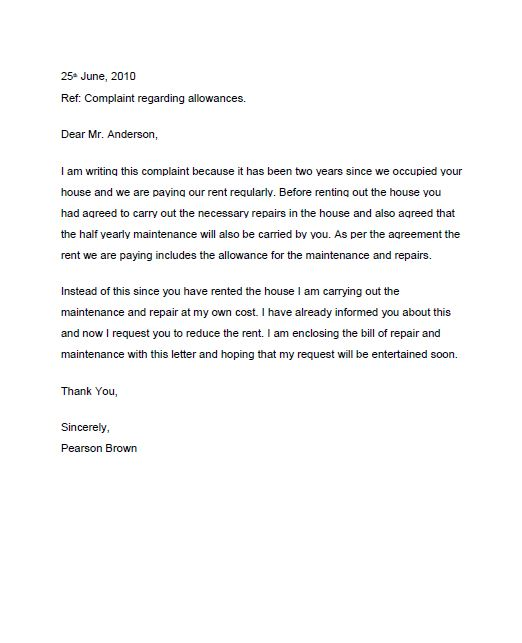 25th June, 2010
Ref: Complaint regarding allowances.
Dear Mr. Anderson,
I am writing this complaint because it has been two years since we occupied your
house and we are paying our rent regularly. Before renting out the house you
had agreed to carry out the necessary repairs in the house and also agreed that
the half yearly maintenance will also be carried by you. As per the agreement the
rent we are paying includes the allowance for the maintenance and repairs.
Instead of this since you have rented the house I am carrying out the
maintenance and repair at my own cost. I have already informed you about this
and now I request you to reduce the rent. I am enclosing the bill of repair and
maintenance with this letter and hoping that my request will be entertained soon.
Thank You,
Sincerely,
Pearson Brown